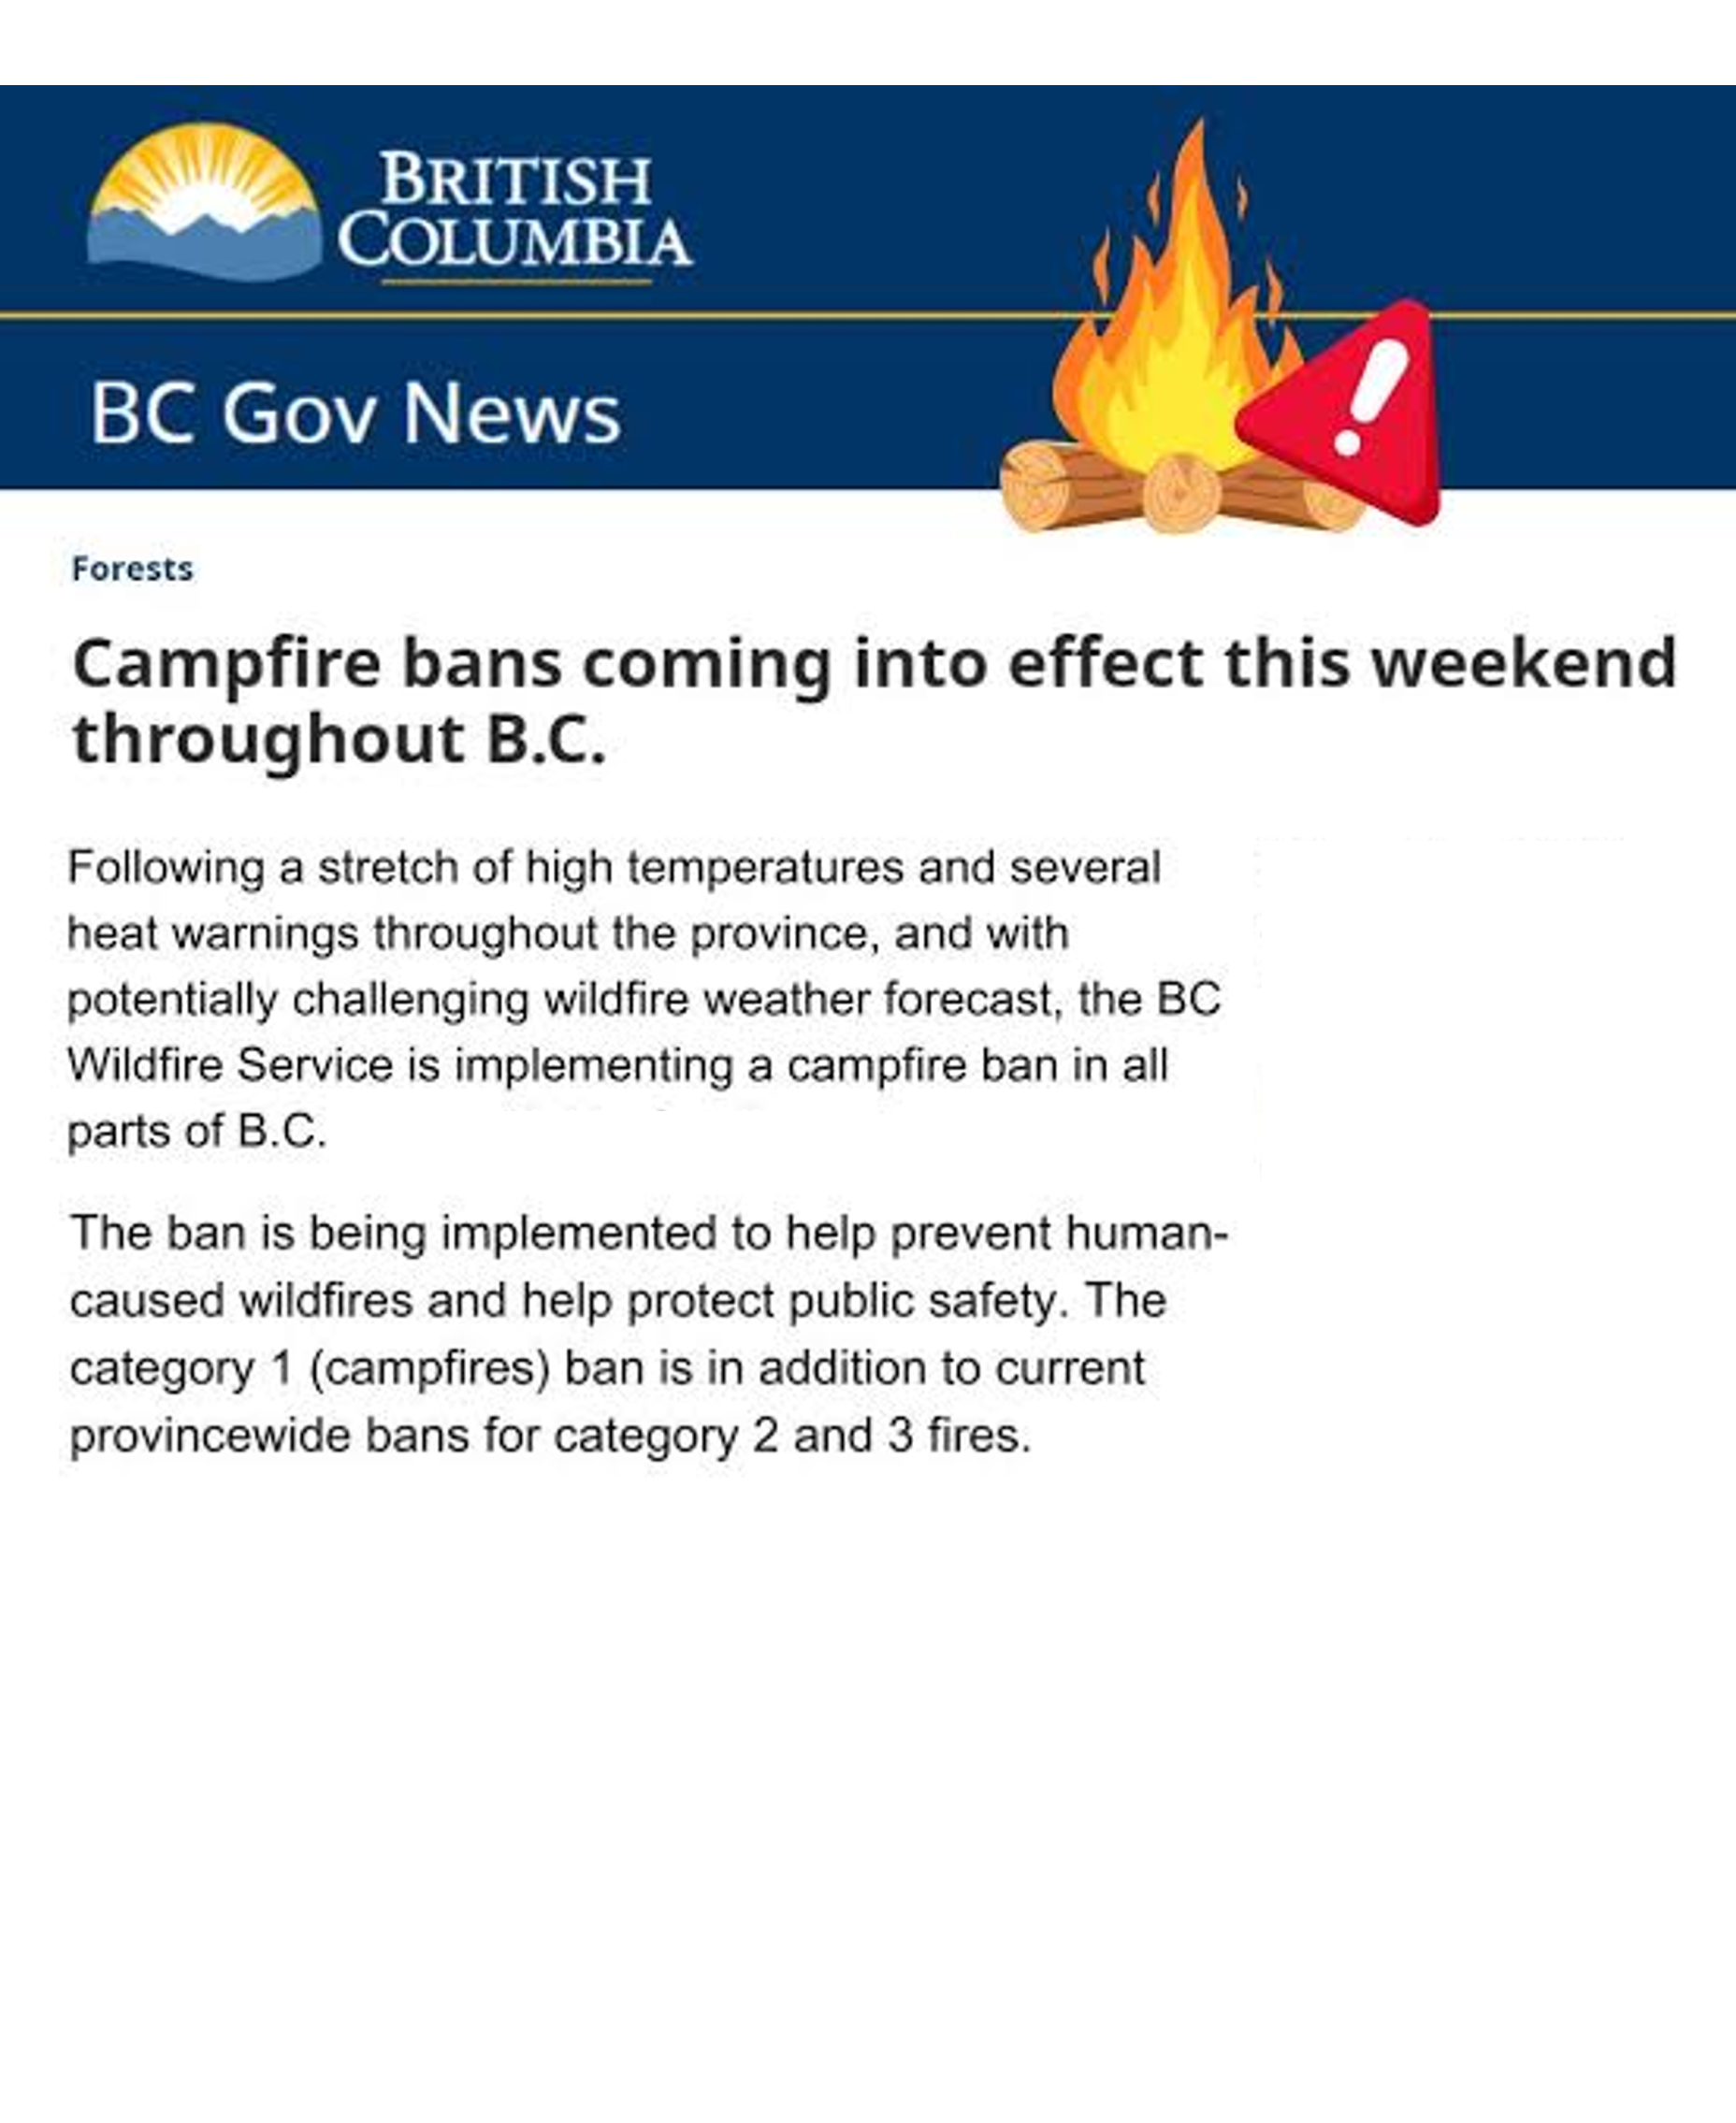 BRITISH
COLUMBIA
BC Gov News
Forests
Campfire bans coming into effect this weekend
throughout B.C.
Following a stretch of high temperatures and several
heat warnings throughout the province, and with
potentially challenging wildfire weather forecast, the BC
Wildfire Service is implementing a campfire ban in all
parts of B.C.
The ban is being implemented to help prevent human-
caused wildfires and help protect public safety. The
category 1 (campfires) ban is in addition to current
provincewide bans for category 2 and 3 fires.